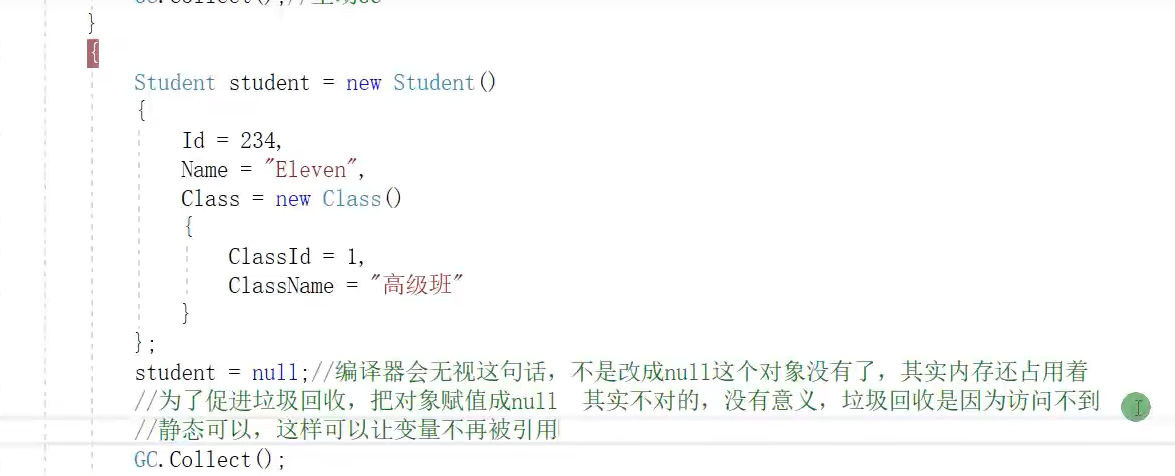 }
{
Student student = new Student()
{
Id = 234,
Name = "Eleven",
Class = new Class()
{
ClassId = 1,
ClassName = "高级班"
}
};
student = null;//编译器会无视这句话，不是改成null这个对象没有了，其实内存还占用着
//为了促进垃圾回收，把对象赋值成null  其实不对的，没有意义，垃圾回收是因为访问不到
//静态可以，这样可以让变量不再被引用
GC.Collect();